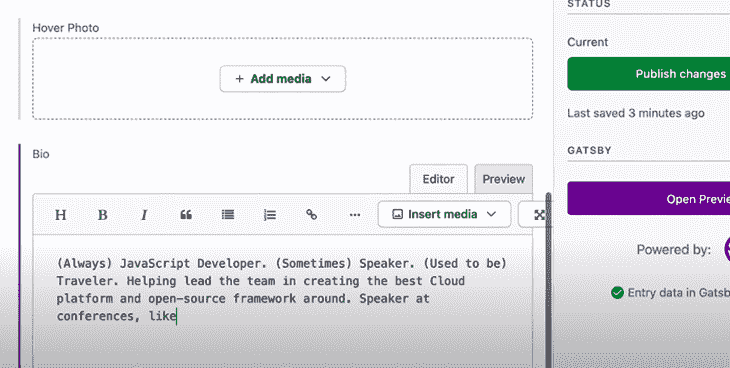 Hover Photo
+ Add media
Bio
Editor
Preview
H B I
Insert media
(Always) JavaScript Developer. (Sometimes) Speaker. (Used to be)
Traveler. Helping lead the team in creating the best Cloud
platform and open-source framework around. Speaker at
conferences, like
STATUS
Current
Publish changes
Last saved 3 minutes ago
GATSBY
Open Previe
Powered by:
Entry data in Gatsb